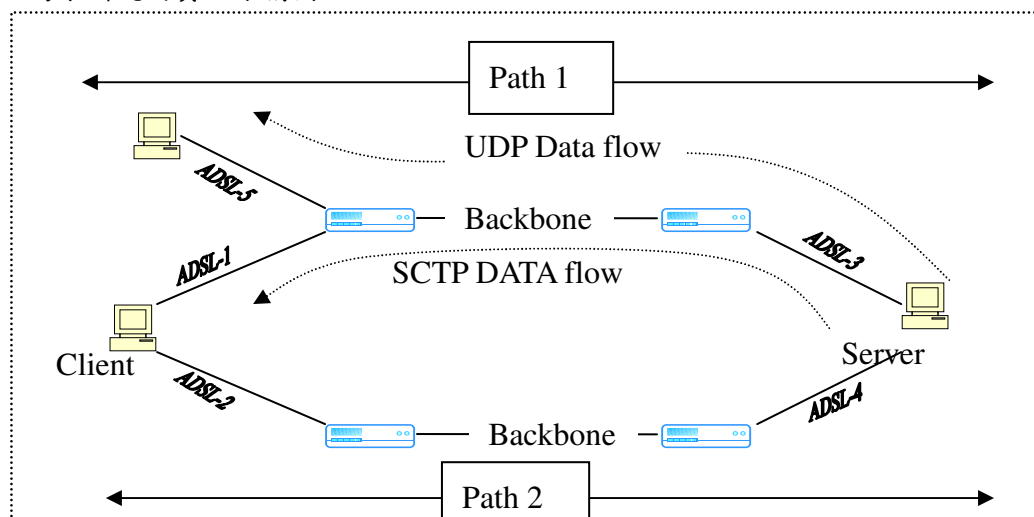 Path 1
UDP Data flow
ADSL-5
Backbone
ADSL-3
ADSL-1
SCTP DATA flow
Client
Server
ADSL-2
ADSL-4
Backbone
Path 2